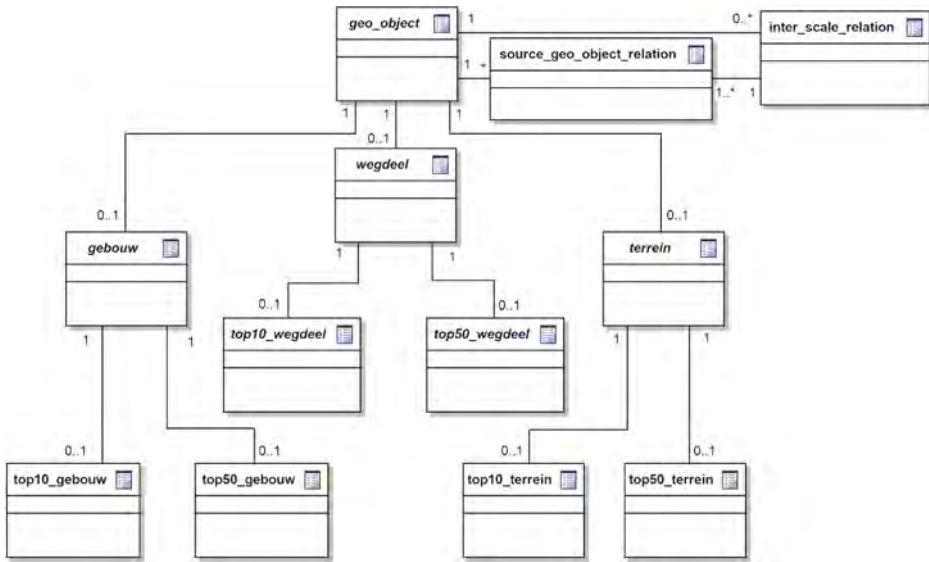 geo_object
1
0..*
inter_scale_relation
source_geo_object_relation
1
*
1..*
1
1
1
1
0..1
wegdeel
0..1
0..1
gebouw
terrein
1
1
0..1
0..1
top10_wegdeel
top50_wegdeel
1
1
1
1
0..1
0..1
0..1
0..1
top10_gebouw
top50_gebouw
top10_terrein
top50_terrein